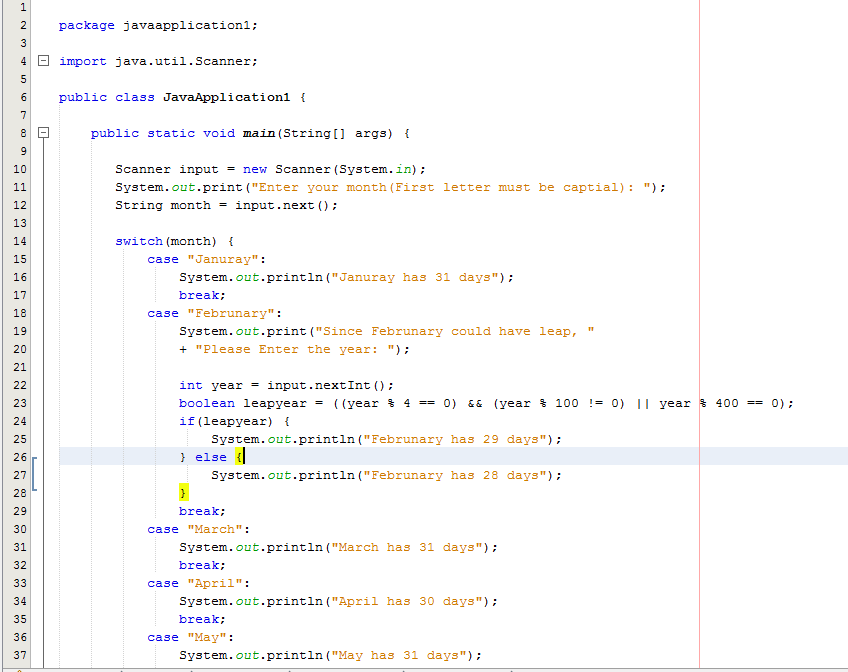 1
2 package javaapplication1;
3
4 import java.util.Scanner;
5
6 public class JavaApplication1 {
7
8 public static void main(String[] args) {
9
10 Scanner input = new Scanner(System.in);
11 System.out.print("Enter your month(First letter must be captial): ");
12 String month = input.next();
13
14 switch(month) {
15 case "Januray":
16 System.out.println("Januray has 31 days");
17 break;
18 case "Februnary":
19 System.out.print("Since Februnary could have leap, "
20 + "Please Enter the year: ");
21
22 int year = input.nextInt();
23 boolean leapyear = ((year % 4 == 0) && (year % 100 != 0) || year % 400 == 0);
24 if(leapyear) {
25 System.out.println("Februnary has 29 days");
26 } else {
27 System.out.println("Februnary has 28 days");
28 }
29 break;
30 case "March":
31 System.out.println("March has 31 days");
32 break;
33 case "April":
34 System.out.println("April has 30 days");
35 break;
36 case "May":
37 System.out.println("May has 31 days");